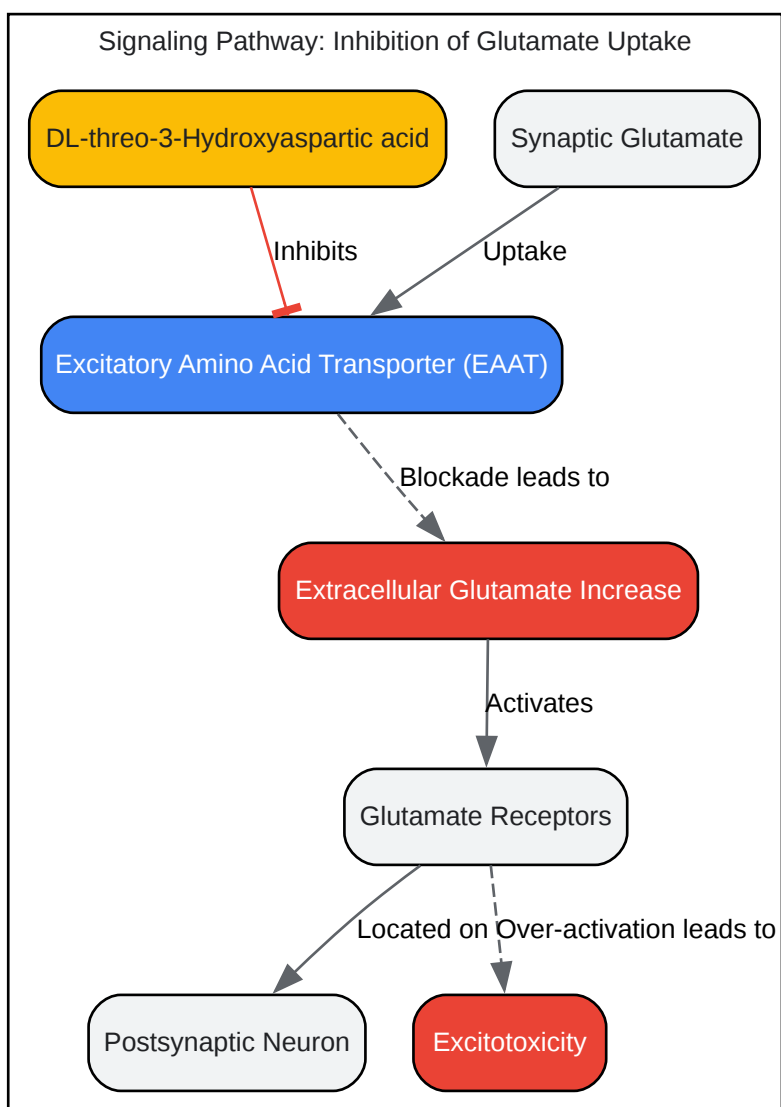 Signaling Pathway: Inhibition of Glutamate Uptake
DL-threo-3-Hydroxyaspartic acid
Synaptic Glutamate
Inhibits
Uptake
Excitatory Amino Acid Transporter (EAAT)
Blockade leads to
Extracellular Glutamate Increase
Activates
Glutamate Receptors
Located on
Over-activation leads to
Postsynaptic Neuron
Excitotoxicity